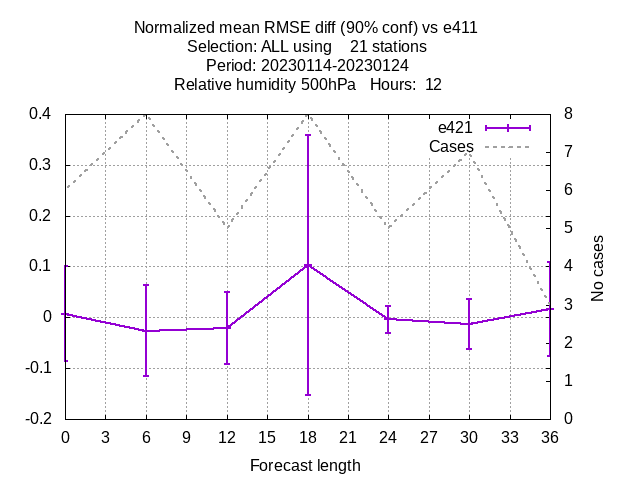 Normalized mean RMSE diff (90% conf) vs e411
Selection: ALL using    21 stations
Period: 20230114-20230124
Relative humidity 500hPa   Hours:  12
e421
Cases
0.4
0.3
0.2
0.1
0
-0.1
-0.2
8
7
6
5
4
3
2
1
0
No cases
0 3 6 9 12 15 18 21 24 27 30 33 36
Forecast length